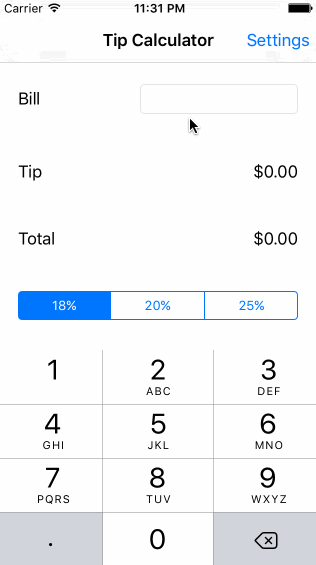 Carrier 11:31 PM
Tip Calculator Settings
Bill
Tip $0.00
Total $0.00
18% 20% 25%
1 2 3
ABC DEF
4 5 6
GHI JKL MNO
7 8 9
PQRS TUV WXYZ
. 0